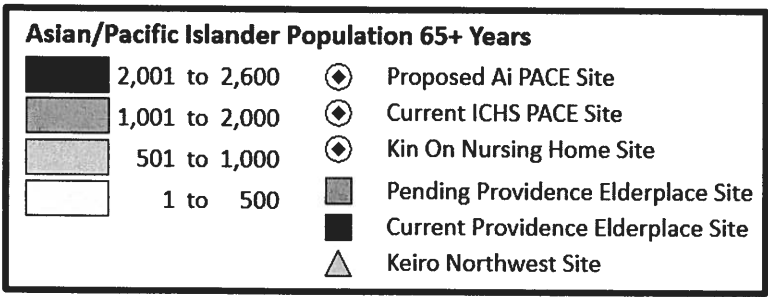 Asian/Pacific Islander Population 65+ Years
2,001 to 2,600 Proposed Ai PACE Site
1,001 to 2,000 Current ICHS PACE Site
501 to 1,000 Kin On Nursing Home Site
1 to 500 Pending Providence Elderplace Site
Current Providence Elderplace Site
Keiro Northwest Site